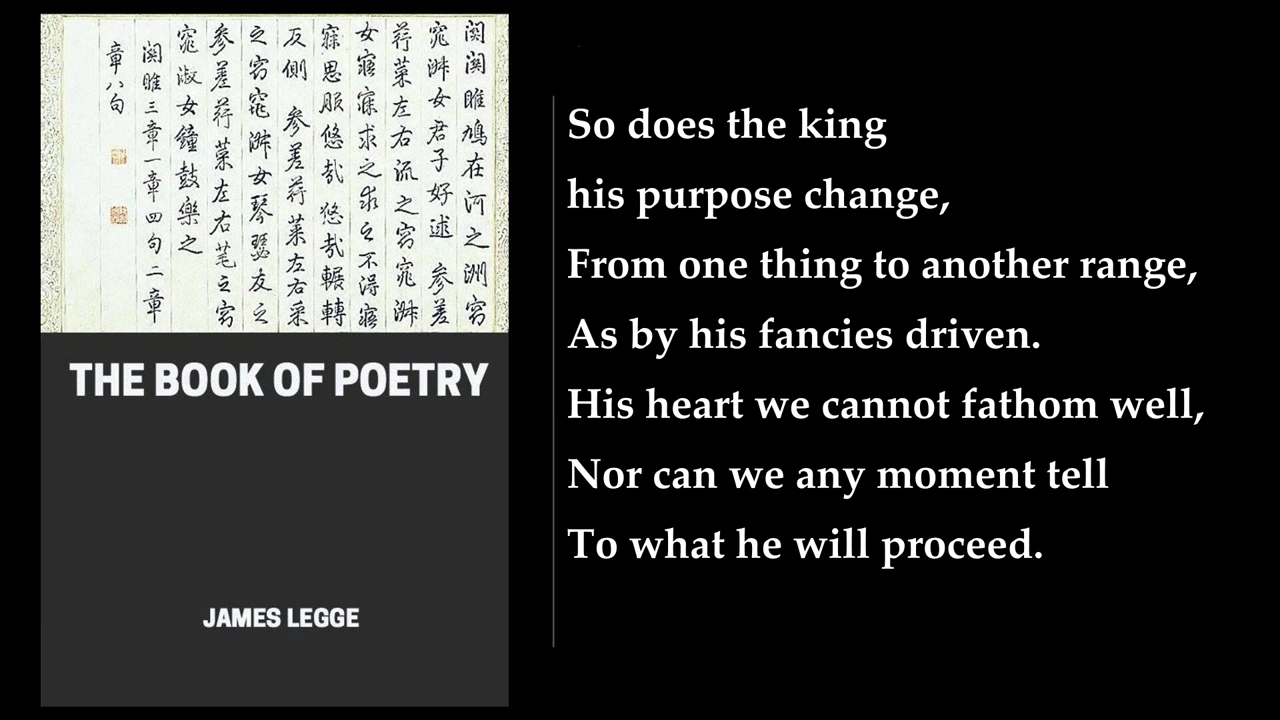 関関雎鳩在河之洲窈
窕淑女君子好逑 參差
荇菜左右流之窈窕淑
女寤寐求之求之不得寤
寐思服悠哉悠哉輾轉
反側 參差荇菜左右采
之窈窕淑女琴瑟友之
參差荇菜左右芼之窈
窕淑女鐘鼓樂之
関雎三章一章四句二章
章八句
THE BOOK OF POETRY
JAMES LEGGE
So does the king
his purpose change,
From one thing to another range,
As by his fancies driven.
His heart we cannot fathom well,
Nor can we any moment tell
To what he will proceed.